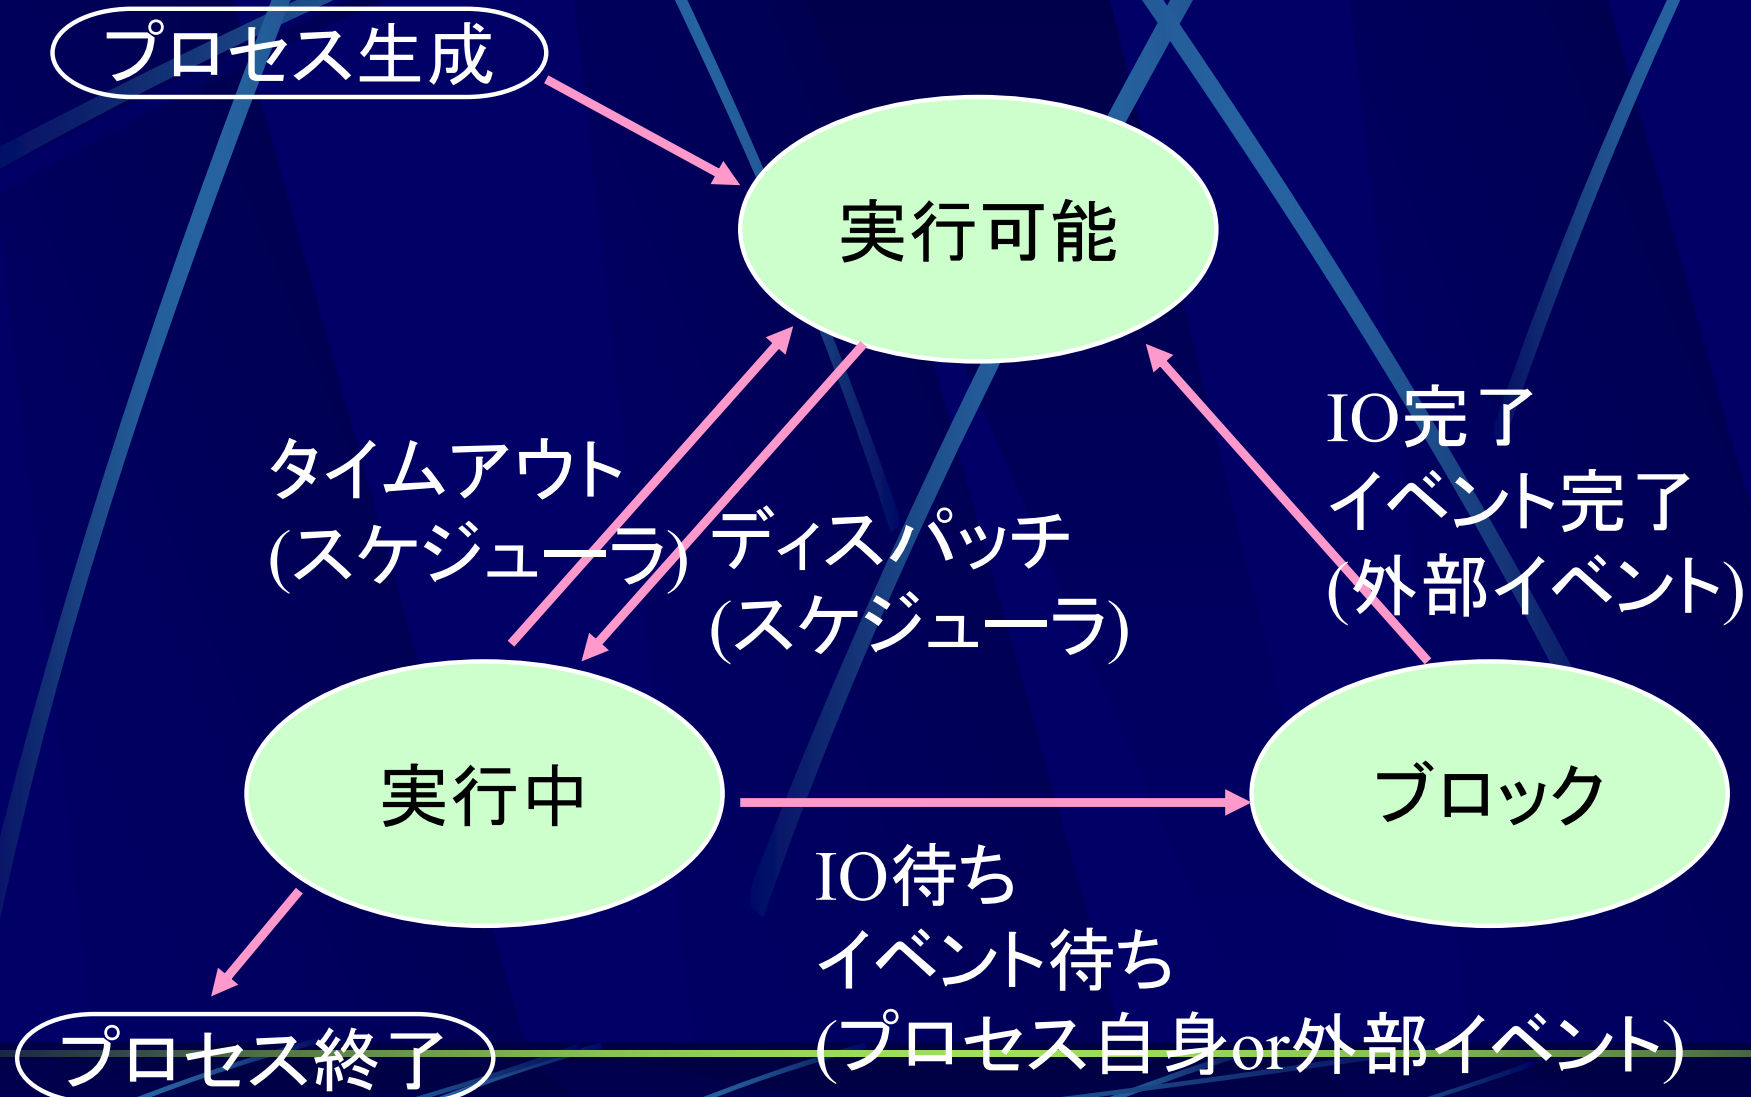 プロセス生成
実行可能
タイムアウト
(スケジューラ)
ディスパッチ
(スケジューラ)
IO完了
イベント完了
(外部イベント)
実行中
ブロック
IO待ち
イベント待ち
(プロセス自身or外部イベント)
プロセス終了